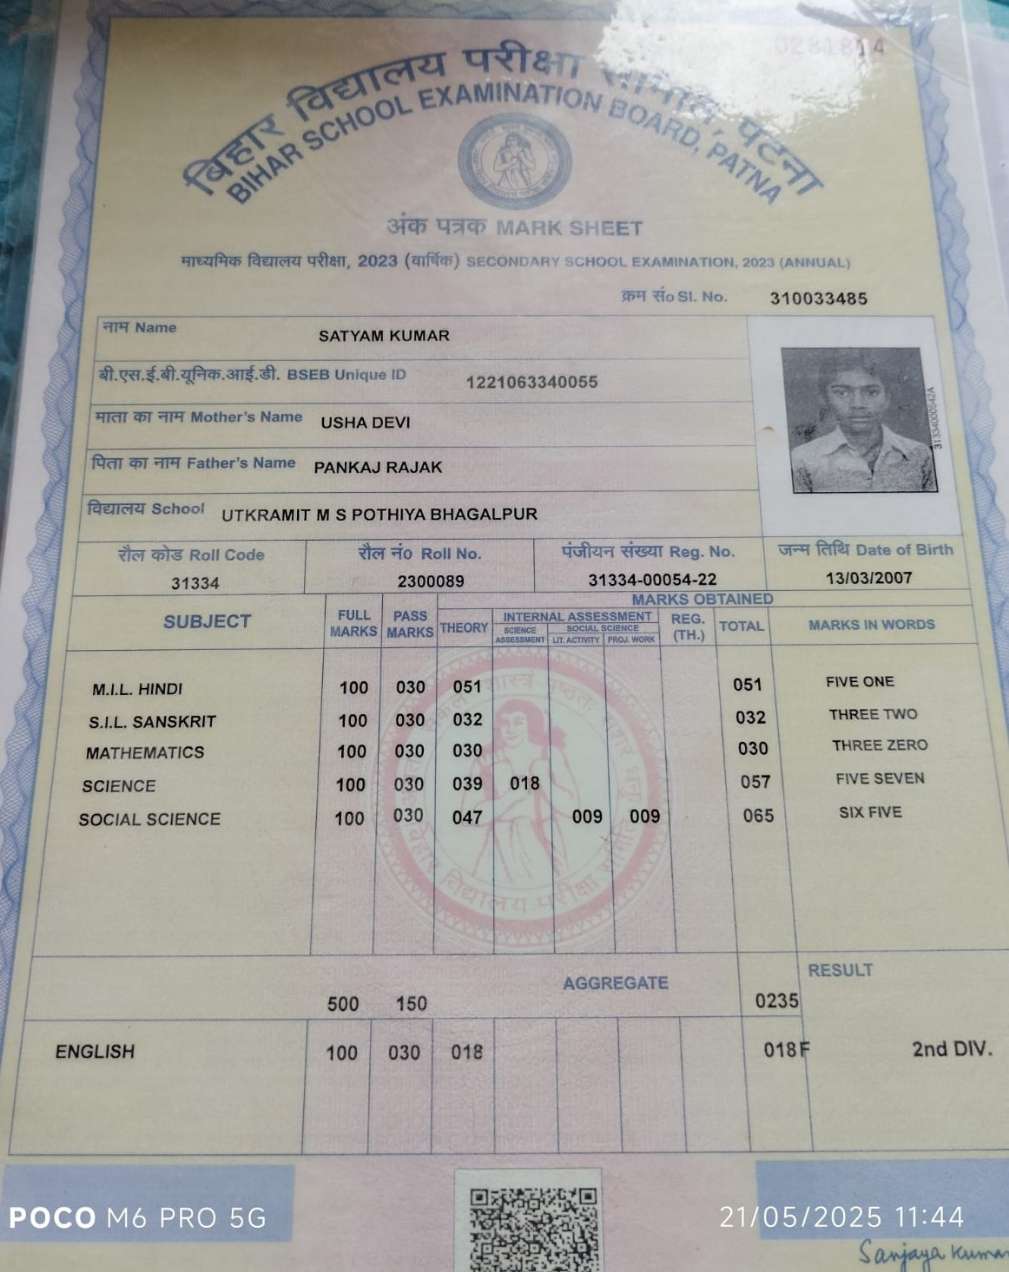 0281814
बिहार विद्यालय परीक्षा समिति, पटना
BIHAR SCHOOL EXAMINATION BOARD, PATNA
अंक पत्रक MARK SHEET
माध्यमिक विद्यालय परीक्षा, 2023 (वार्षिक) SECONDARY SCHOOL EXAMINATION, 2023 (ANNUAL)
क्रम सं० Sl. No. 310033485
नाम Name SATYAM KUMAR
बी.एस.ई.बी.यूनिक.आई.डी. BSEB Unique ID 1221063340055
माता का नाम Mother's Name USHA DEVI
पिता का नाम Father's Name PANKAJ RAJAK
विद्यालय School UTKRAMIT M S POTHIYA BHAGALPUR
रौल कोड Roll Code रौल नं० Roll No. पंजीयन संख्या Reg. No. जन्म तिथि Date of Birth
31334 2300089 31334-00054-22 13/03/2007
MARKS OBTAINED
SUBJECT FULL MARKS PASS MARKS THEORY INTERNAL ASSESSMENT REG. (TH.) TOTAL MARKS IN WORDS
SCIENCE ASSESSMENT SOCIAL SCIENCE
LIT. ACTIVITY PROJ. WORK
M.I.L. HINDI 100 030 051 051 FIVE ONE
S.I.L. SANSKRIT 100 030 032 032 THREE TWO
MATHEMATICS 100 030 030 030 THREE ZERO
SCIENCE 100 030 039 018 057 FIVE SEVEN
SOCIAL SCIENCE 100 030 047 009 009 065 SIX FIVE
AGGREGATE RESULT
500 150 0235
ENGLISH 100 030 018 018F 2nd DIV.
POCO M6 PRO 5G
21/05/2025 11:44
Sanjaya Kumar